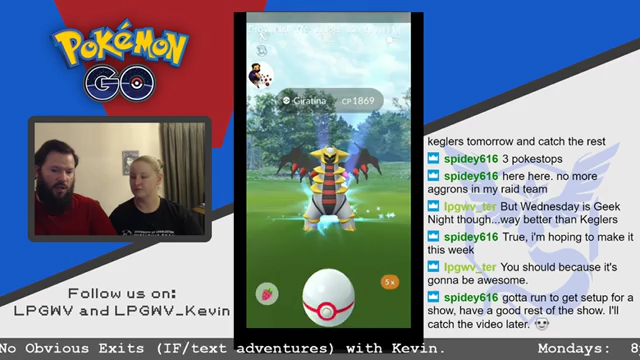 POKÉMON
GO
Giratina CP1869
5x
keglers tomorrow and catch the rest
spidey616 3 pokestops
spidey616 here here. no more
aggrons in my raid team
lpgwv_ter But Wednesday is Geek
Night though...way better than Keglers
spidey616 True, i'm hoping to make it
this week
lpgwv_ter You should because it's
gonna be awesome.
spidey616 gotta run to get setup for a
show, have a good rest of the show. I'll
catch the video later.
Follow us on:
LPGWV and LPGWV_Kevin
No Obvious Exits (IF/text adventures) with Kevin. Mondays: 8